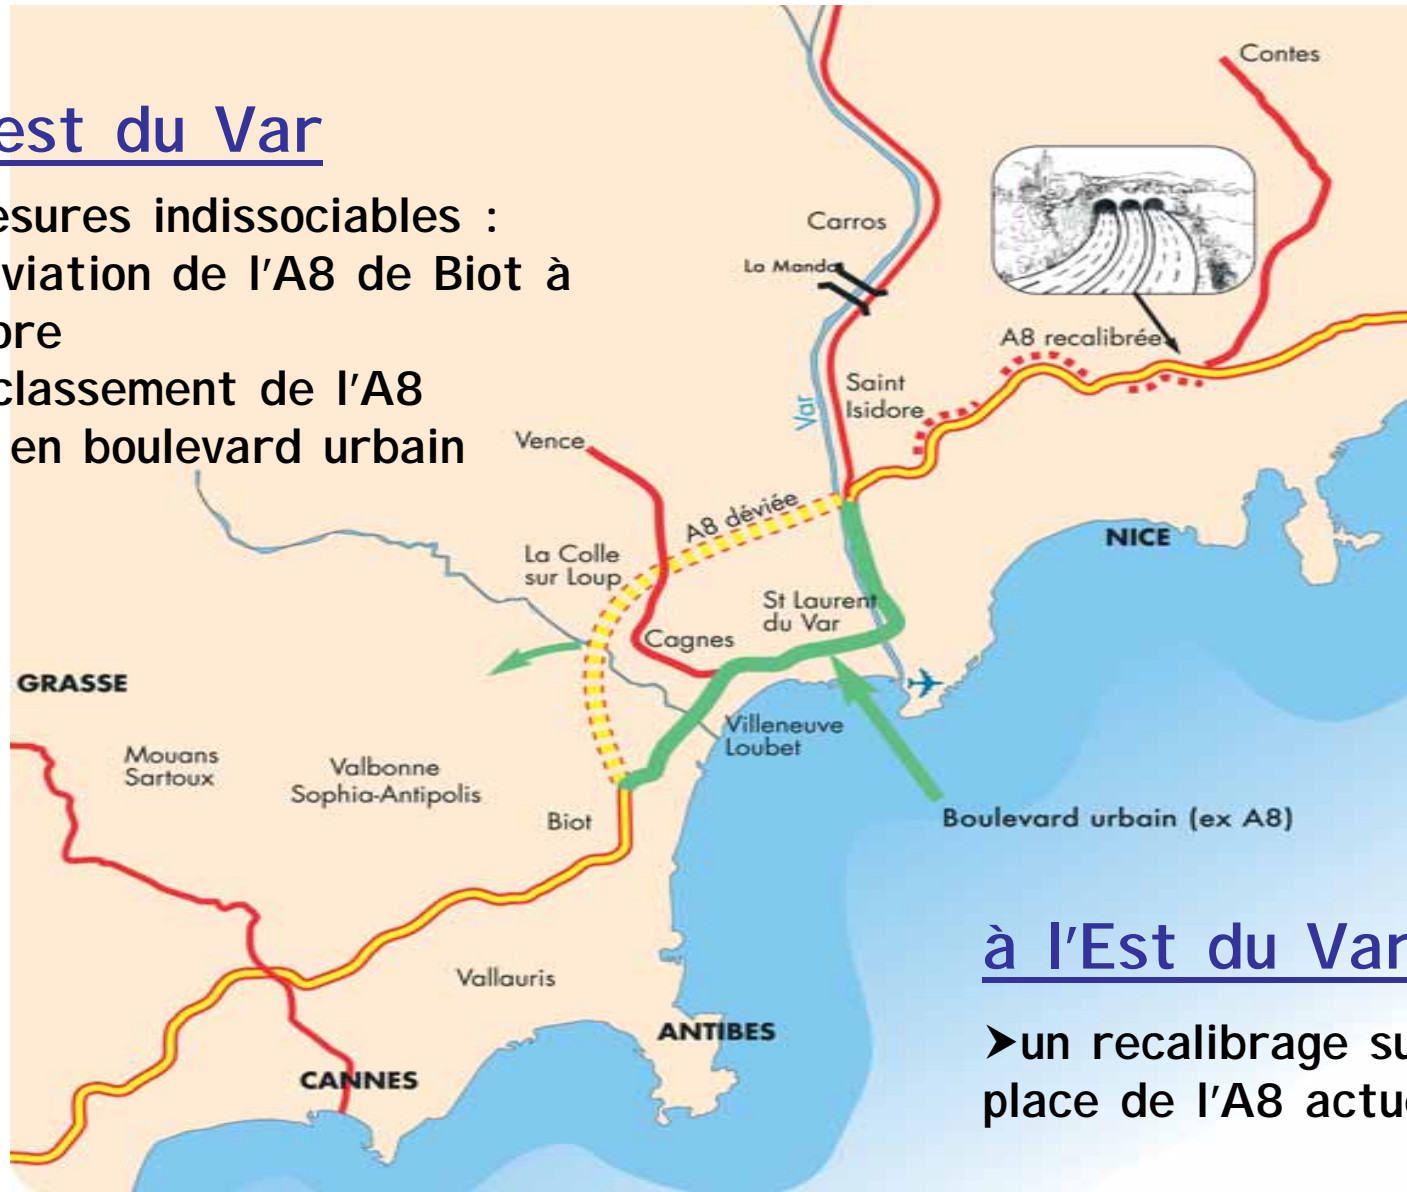 est du Var
esures indissociables :
viation de l'A8 de Biot à
bre
classement de l'A8
en boulevard urbain
Contes
Carros
La Manda
A8 recalibrée
Saint
Isidore
Var
Vence
A8 déviée
La Colle
sur Loup
NICE
St Laurent
du Var
Cagnes
GRASSE
Villeneuve
Loubet
Mouans
Sartoux
Valbonne
Sophia-Antipolis
Biot
Boulevard urbain (ex A8)
à l'Est du Var
Vallauris
ANTIBES
➤un recalibrage su
place de l'A8 actue
CANNES